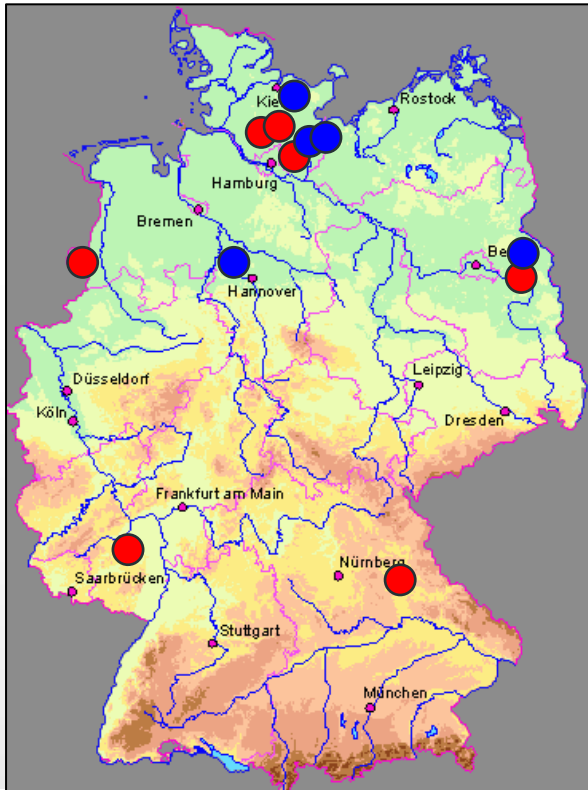 Kie
Rostock
Hamburg
Bremen
Be
Hannover
Düsseldorf
Leipzig
Köln
Dresden
Frankfurt am Main
Nürnberg
Saarbrücken
Stuttgart
München